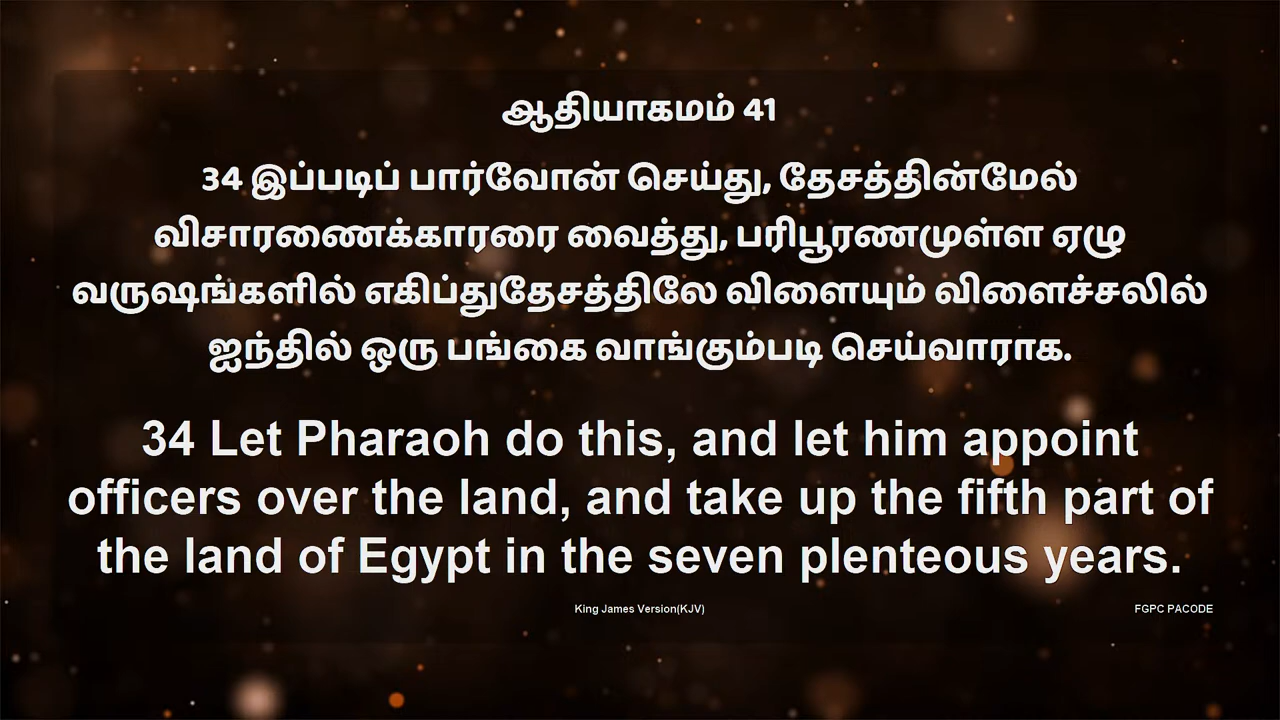 ஆதியாகமம் 41
34 இப்படிப் பார்வோன் செய்து, தேசத்தின்மேல்
விசாரணைக்காரரை வைத்து, பரிபூரணமுள்ள ஏழு
வருஷங்களில் எகிப்துதேசத்திலே விளையும் விளைச்சலில்
ஐந்தில் ஒரு பங்கை வாங்கும்படி செய்வாராக.
34 Let Pharaoh do this, and let him appoint
officers over the land, and take up the fifth part of
the land of Egypt in the seven plenteous years.
King James Version(KJV)
FGPC PACODE